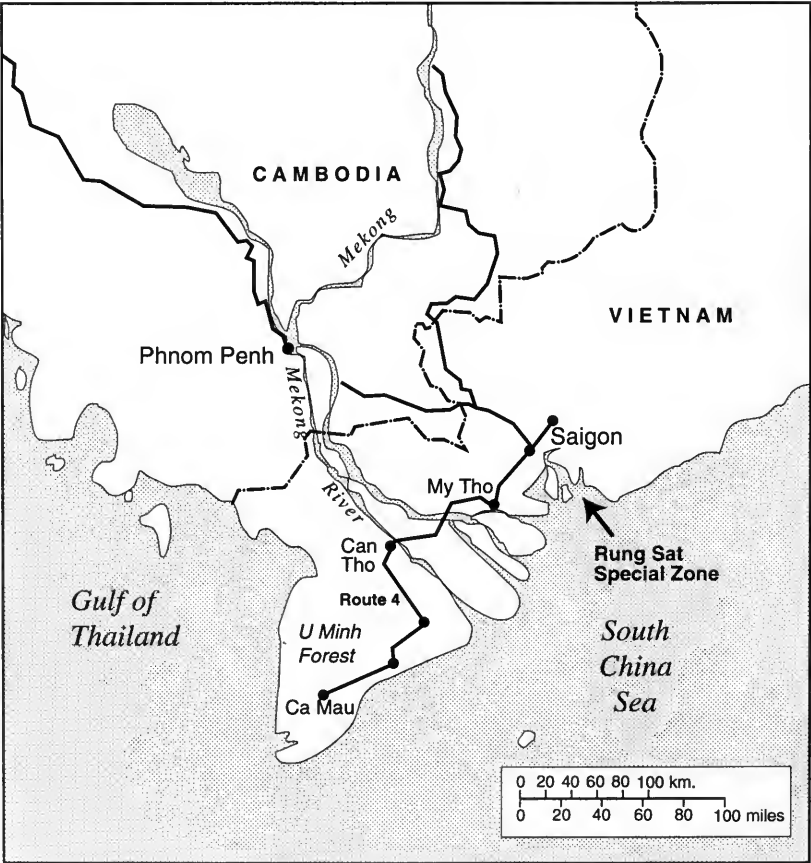 CAMBODIA
Mekong
VIETNAM
Phnom Penh
Mekong
River
Saigon
My Tho
Can
Tho
Rung Sat
Special Zone
Route 4
Gulf of
Thailand
U Minh
Forest
South
China
Sea
Ca Mau
0 20 40 60 80 100 km.
0 20 40 60 80 100 miles